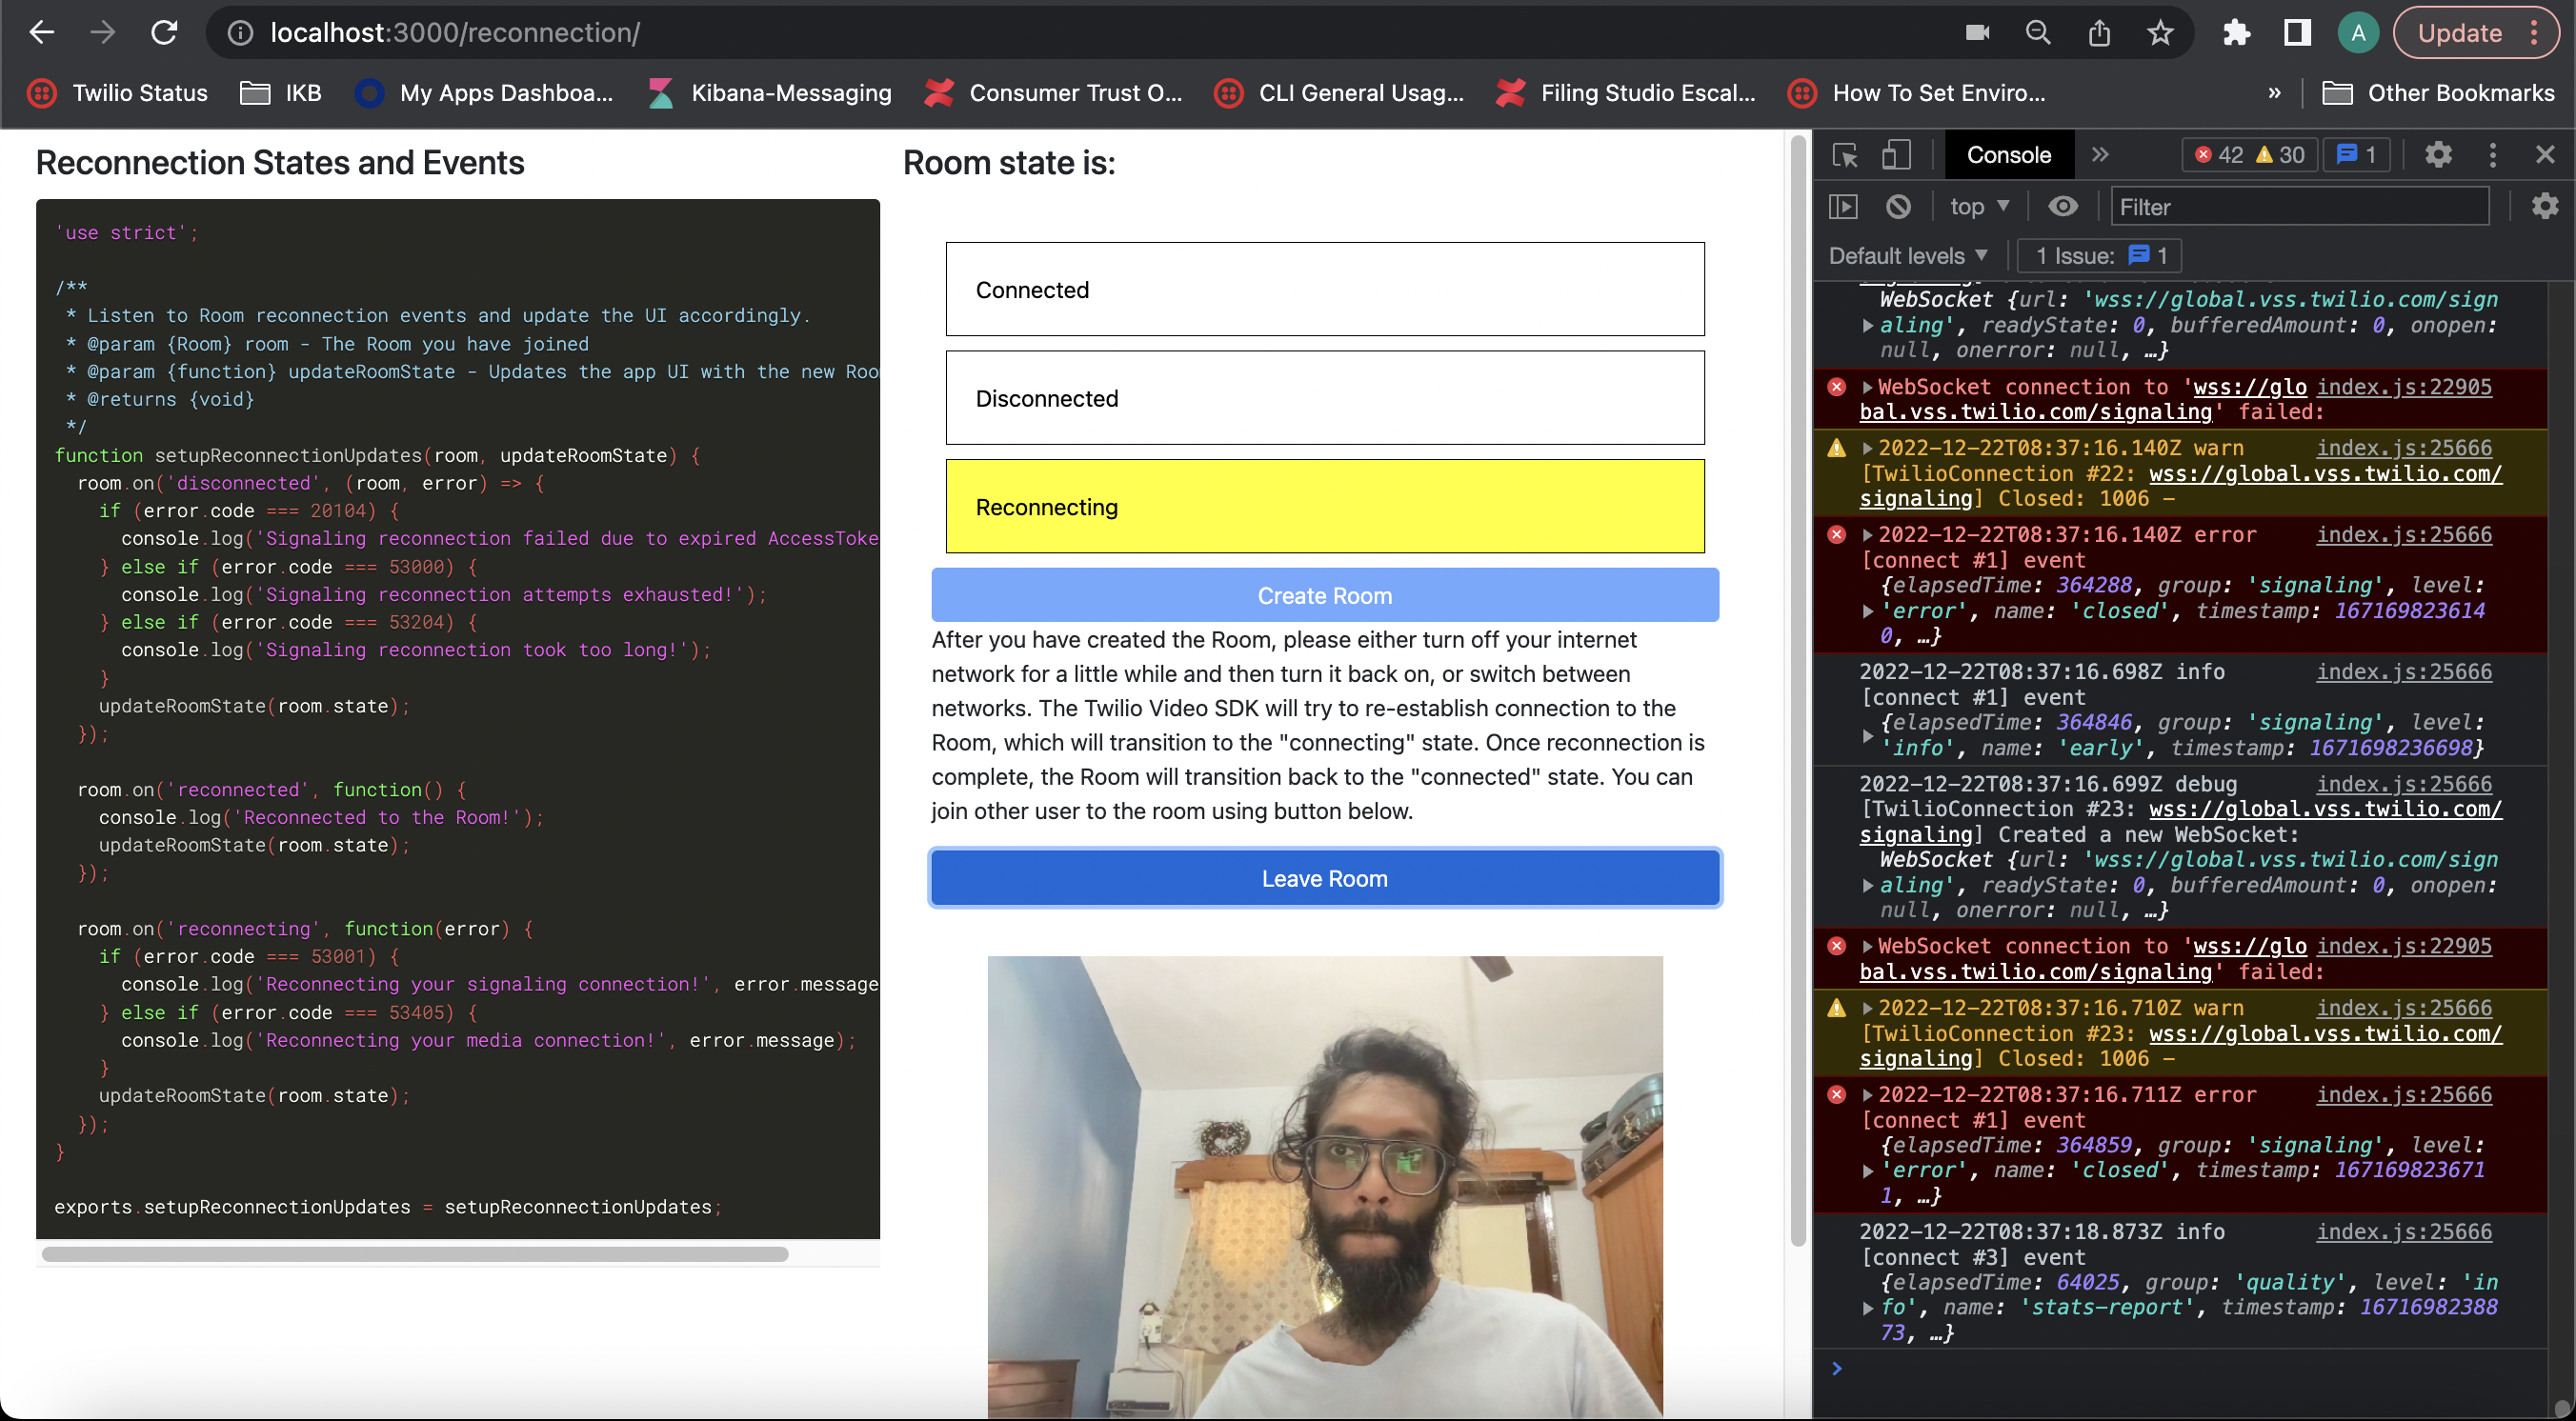 localhost:3000/reconnection/
A
Update
Twilio Status
IKB
My Apps Dashboa...
Kibana-Messaging
Consumer Trust O...
CLI General Usag...
Filing Studio Escal...
How To Set Enviro...
»
Other Bookmarks
Reconnection States and Events
'use strict';
/**
* Listen to Room reconnection events and update the UI accordingly.
* @param {Room} room - The Room you have joined
* @param {function} updateRoomState - Updates the app UI with the new Roo
* @returns {void}
*/
function setupReconnectionUpdates(room, updateRoomState) {
room.on('disconnected', (room, error) => {
if (error.code === 20104) {
console.log('Signaling reconnection failed due to expired AccessToke
} else if (error.code === 53000) {
console.log('Signaling reconnection attempts exhausted!');
} else if (error.code === 53204) {
console.log('Signaling reconnection took too long!');
}
updateRoomState(room.state);
});
room.on('reconnected', function() {
console.log('Reconnected to the Room!');
updateRoomState(room.state);
});
room.on('reconnecting', function(error) {
if (error.code === 53001) {
console.log('Reconnecting your signaling connection!', error.message
} else if (error.code === 53405) {
console.log('Reconnecting your media connection!', error.message);
}
updateRoomState(room.state);
});
}
exports.setupReconnectionUpdates = setupReconnectionUpdates;
Room state is:
Connected
Disconnected
Reconnecting
Create Room
After you have created the Room, please either turn off your internet
network for a little while and then turn it back on, or switch between
networks. The Twilio Video SDK will try to re-establish connection to the
Room, which will transition to the "connecting" state. Once reconnection is
complete, the Room will transition back to the "connected" state. You can
join other user to the room using button below.
Leave Room
Console
»
42
30
1
top ▼
Filter
Default levels ▼
1 Issue:
1
WebSocket {url: 'wss://global.vss.twilio.com/sign
aling', readyState: 0, bufferedAmount: 0, onopen:
null, onerror: null, …}
WebSocket connection to 'wss://glo index.js:22905
bal.vss.twilio.com/signaling' failed:
2022-12-22T08:37:16.140Z warn index.js:25666
[TwilioConnection #22: wss://global.vss.twilio.com/
signaling] Closed: 1006 –
2022-12-22T08:37:16.140Z error index.js:25666
[connect #1] event
{elapsedTime: 364288, group: 'signaling', level:
'error', name: 'closed', timestamp: 167169823614
0, …}
2022-12-22T08:37:16.698Z info index.js:25666
[connect #1] event
{elapsedTime: 364846, group: 'signaling', level:
'info', name: 'early', timestamp: 1671698236698}
2022-12-22T08:37:16.699Z debug index.js:25666
[TwilioConnection #23: wss://global.vss.twilio.com/
signaling] Created a new WebSocket:
WebSocket {url: 'wss://global.vss.twilio.com/sign
aling', readyState: 0, bufferedAmount: 0, onopen:
null, onerror: null, …}
WebSocket connection to 'wss://glo index.js:22905
bal.vss.twilio.com/signaling' failed:
2022-12-22T08:37:16.710Z warn index.js:25666
[TwilioConnection #23: wss://global.vss.twilio.com/
signaling] Closed: 1006 –
2022-12-22T08:37:16.711Z error index.js:25666
[connect #1] event
{elapsedTime: 364859, group: 'signaling', level:
'error', name: 'closed', timestamp: 167169823671
1, …}
2022-12-22T08:37:18.873Z info index.js:25666
[connect #3] event
{elapsedTime: 64025, group: 'quality', level: 'in
fo', name: 'stats-report', timestamp: 16716982388
73, …}